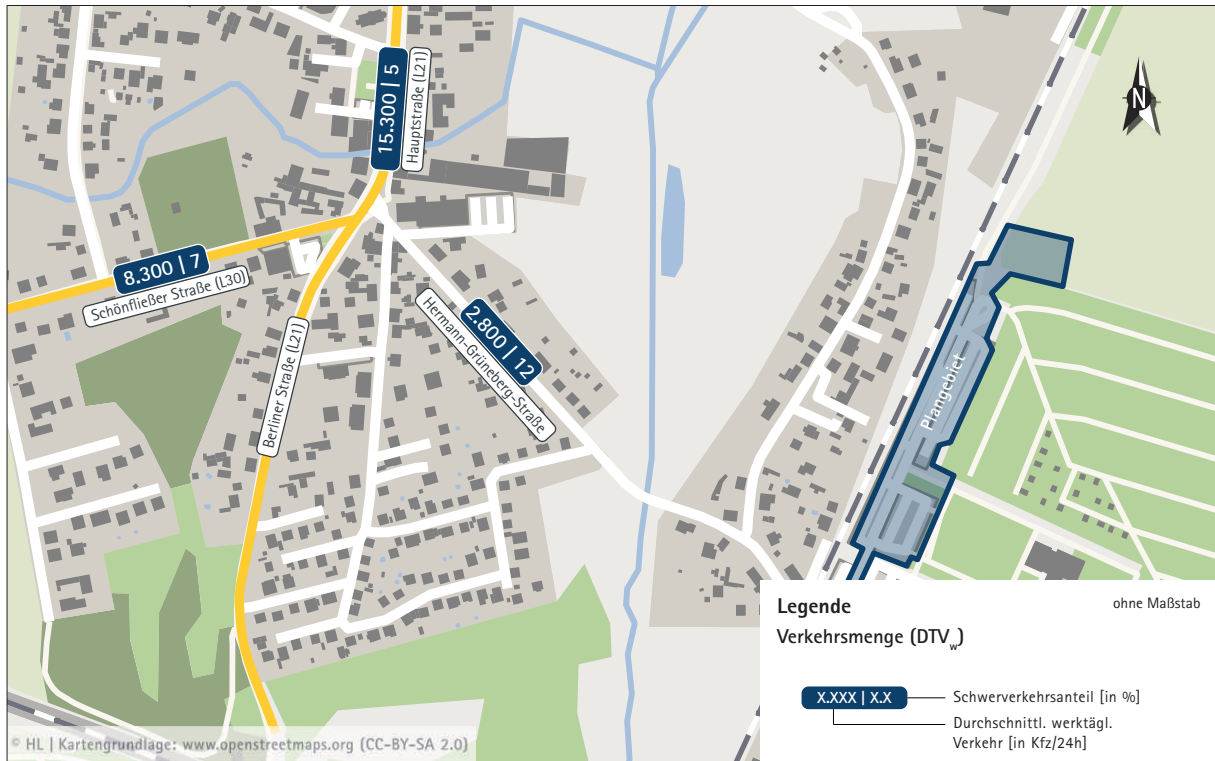 15.300 | 5
Hauptstraße (L21)
N
8.300 | 7
Schönfließer Straße (L30)
2.800 | 12
Hermann-Grüneberg-Straße
Berliner Straße (L21)
Plangebiet
Legende
ohne Maßstab
Verkehrsmenge (DTVw)
X.XXX | X.X
Schwerverkehrsanteil [in %]
Durchschnittl. werktägl.
Verkehr [in Kfz/24h]
© HL | Kartengrundlage: www.openstreetmaps.org (CC-BY-SA 2.0)